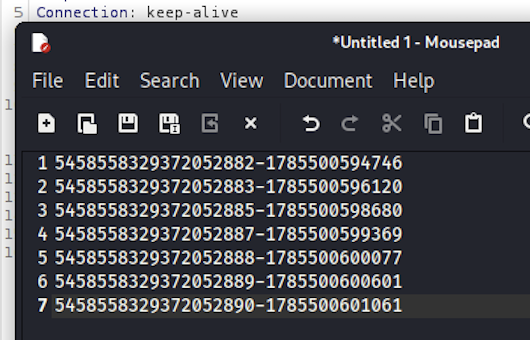 5 Connection: keep-alive
*Untitled 1 - Mousepad
File Edit Search View Document Help
1 5458558329372052882-1785500594746
2 5458558329372052883-1785500596120
3 5458558329372052885-1785500598680
4 5458558329372052887-1785500599369
5 5458558329372052888-1785500600077
6 5458558329372052889-1785500600601
7 5458558329372052890-1785500601061